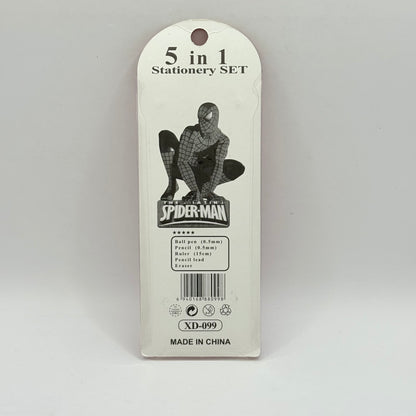 5 in 1
Stationery SET
SPIDER-MAN
★★★★★
Ball pen (0.5mm)
Pencil (0.5mm)
Ruler (15cm)
Pencil lead
Eraser
XD-099
MADE IN CHINA